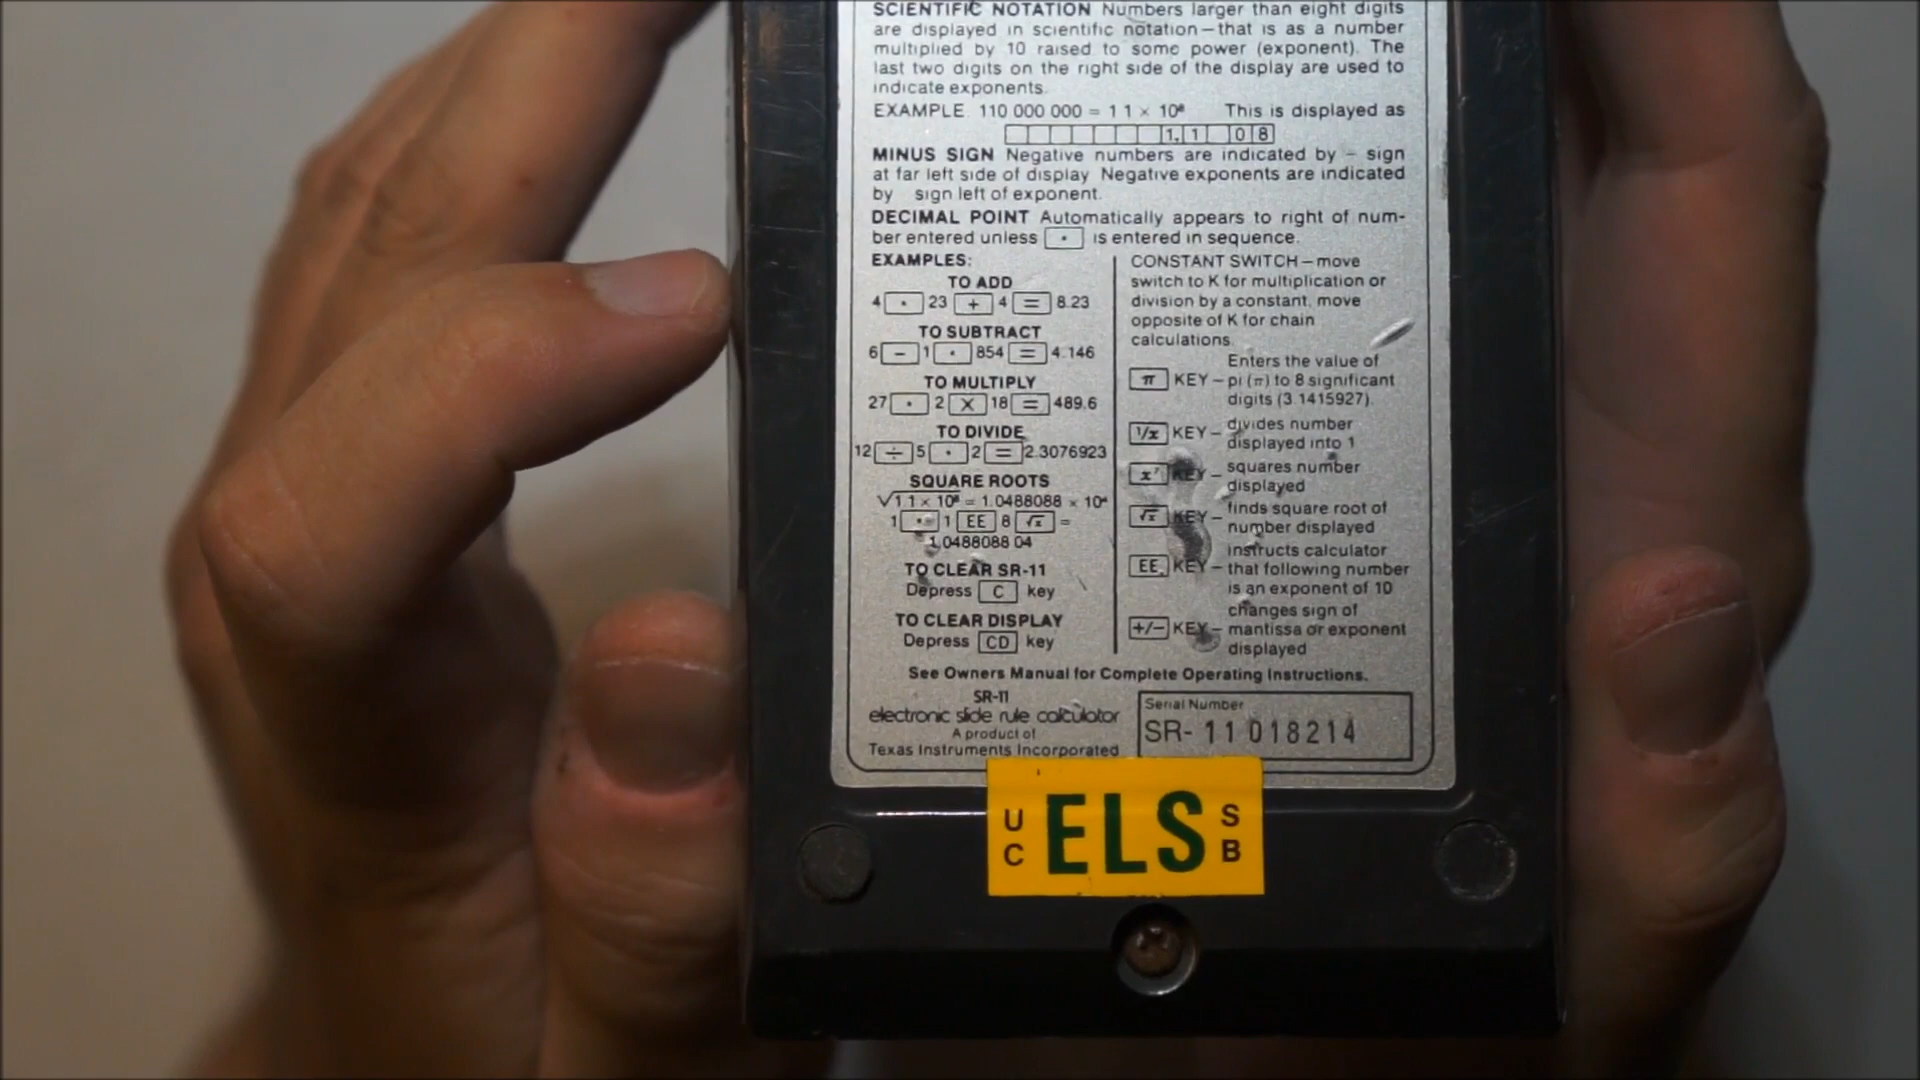 SCIENTIFIC NOTATION Numbers larger than eight digits
are displayed in scientific notation—that is as a number
multiplied by 10 raised to some power (exponent). The
last two digits on the right side of the display are used to
indicate exponents.
EXAMPLE 110 000 000 = 1 1 × 10⁸ This is displayed as
1. 1 0 8
MINUS SIGN Negative numbers are indicated by – sign
at far left side of display Negative exponents are indicated
by sign left of exponent.
DECIMAL POINT Automatically appears to right of num-
ber entered unless · is entered in sequence.
EXAMPLES:
TO ADD
4 · 23 + 4 = 8.23
TO SUBTRACT
6 − 1 · 854 = 4.146
TO MULTIPLY
27 · 2 × 18 = 489.6
TO DIVIDE
12 ÷ 5 · 2 = 2.3076923
SQUARE ROOTS
√1 1 × 10⁸ = 1.0488088 × 10⁴
1 · 1 EE 8 √x =
1.0488088 04
TO CLEAR SR-11
Depress C key
TO CLEAR DISPLAY
Depress CD key
CONSTANT SWITCH—move
switch to K for multiplication or
division by a constant, move
opposite of K for chain
calculations.
Enters the value of
π KEY – pi (π) to 8 significant
digits (3.1415927).
1/x KEY – divides number
displayed into 1
x² KEY – squares number
displayed
√x KEY – finds square root of
number displayed
instructs calculator
EE KEY – that following number
is an exponent of 10
changes sign of
+/− KEY – mantissa or exponent
displayed
See Owners Manual for Complete Operating Instructions.
SR-11
electronic slide rule calculator
A product of
Texas Instruments Incorporated
Serial Number
SR- 11 018214
UC ELS SB